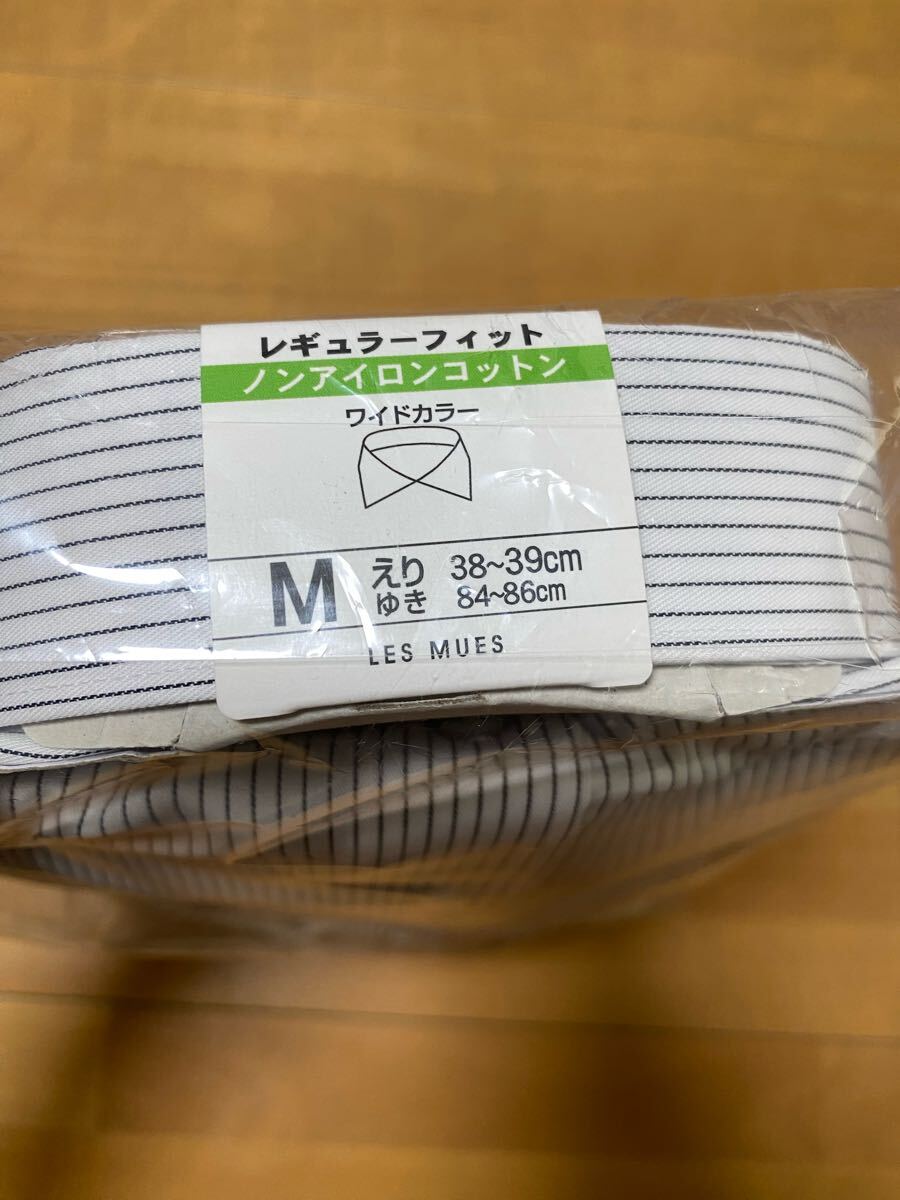 レギュラーフィット
ノンアイロンコットン
ワイドカラー
M えり 38~39cm
ゆき 84~86cm
LES MUES